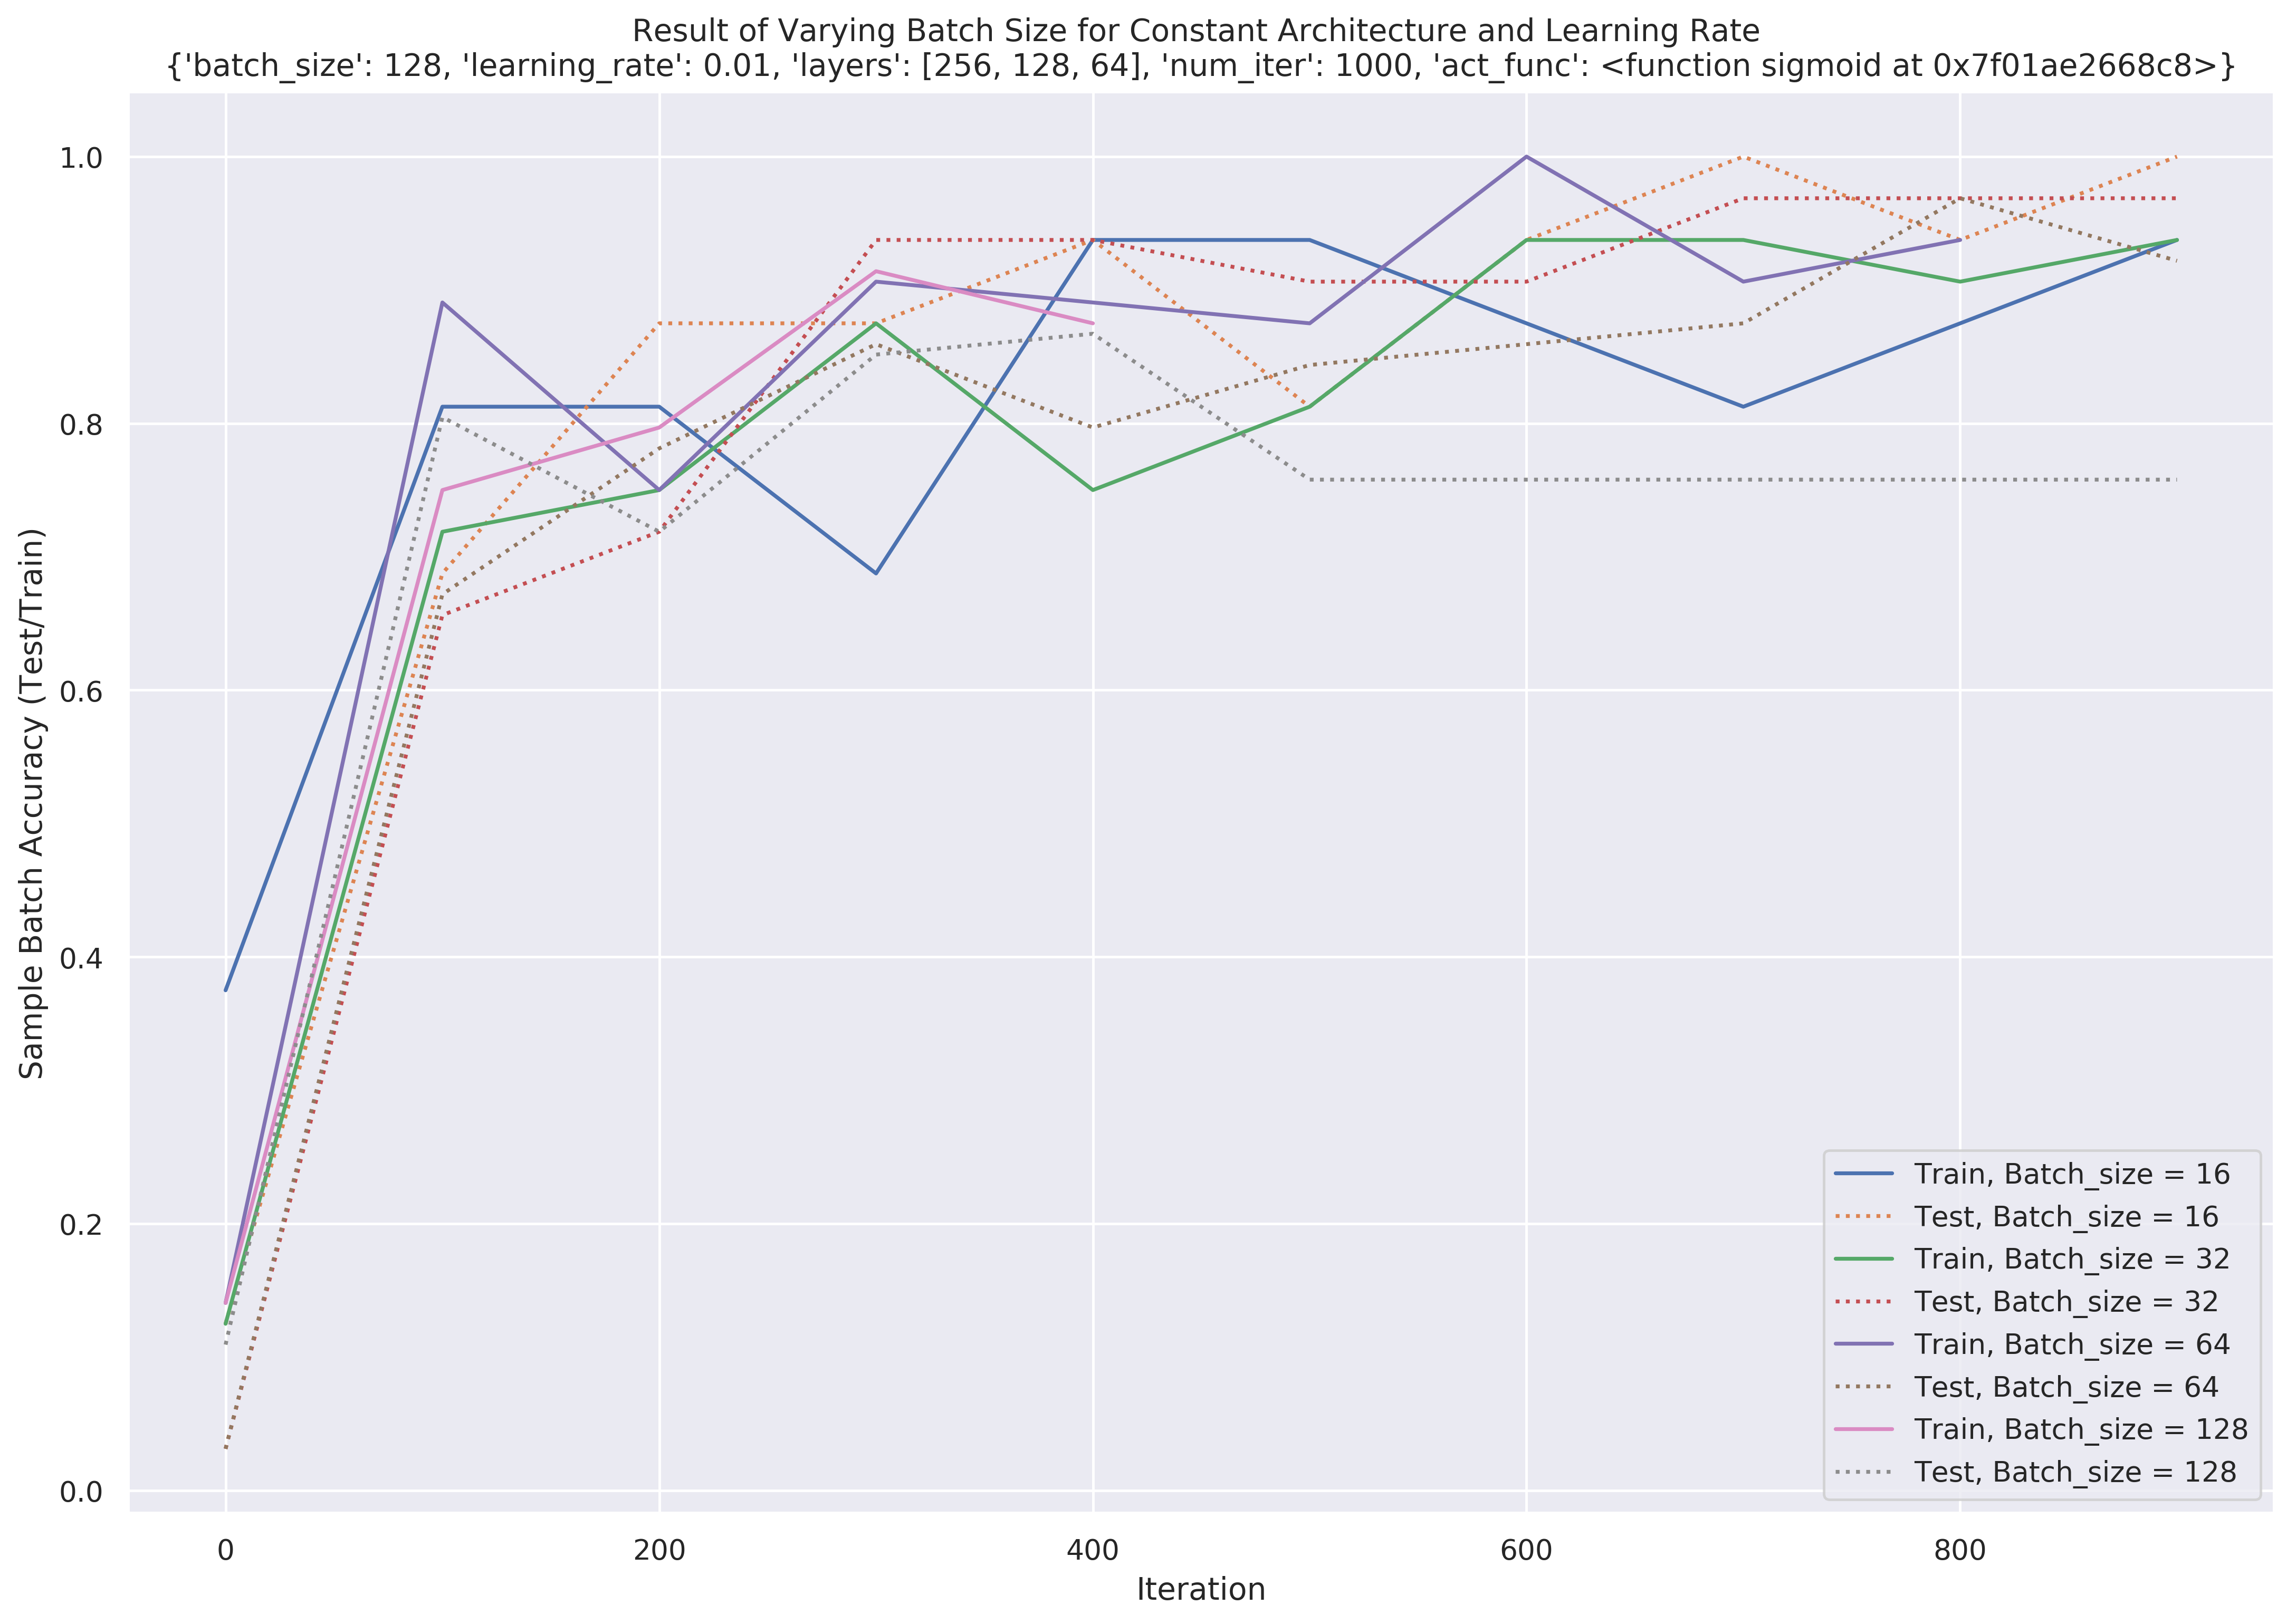 Result of Varying Batch Size for Constant Architecture and Learning Rate
{'batch_size': 128, 'learning_rate': 0.01, 'layers': [256, 128, 64], 'num_iter': 1000, 'act_func': <function sigmoid at 0x7f01ae2668c8>}
Sample Batch Accuracy (Test/Train)
1.0
0.8
0.6
0.4
0.2
0.0
Train, Batch_size = 16
Test, Batch_size = 16
Train, Batch_size = 32
Test, Batch_size = 32
Train, Batch_size = 64
Test, Batch_size = 64
Train, Batch_size = 128
Test, Batch_size = 128
0 200 400 600 800
Iteration